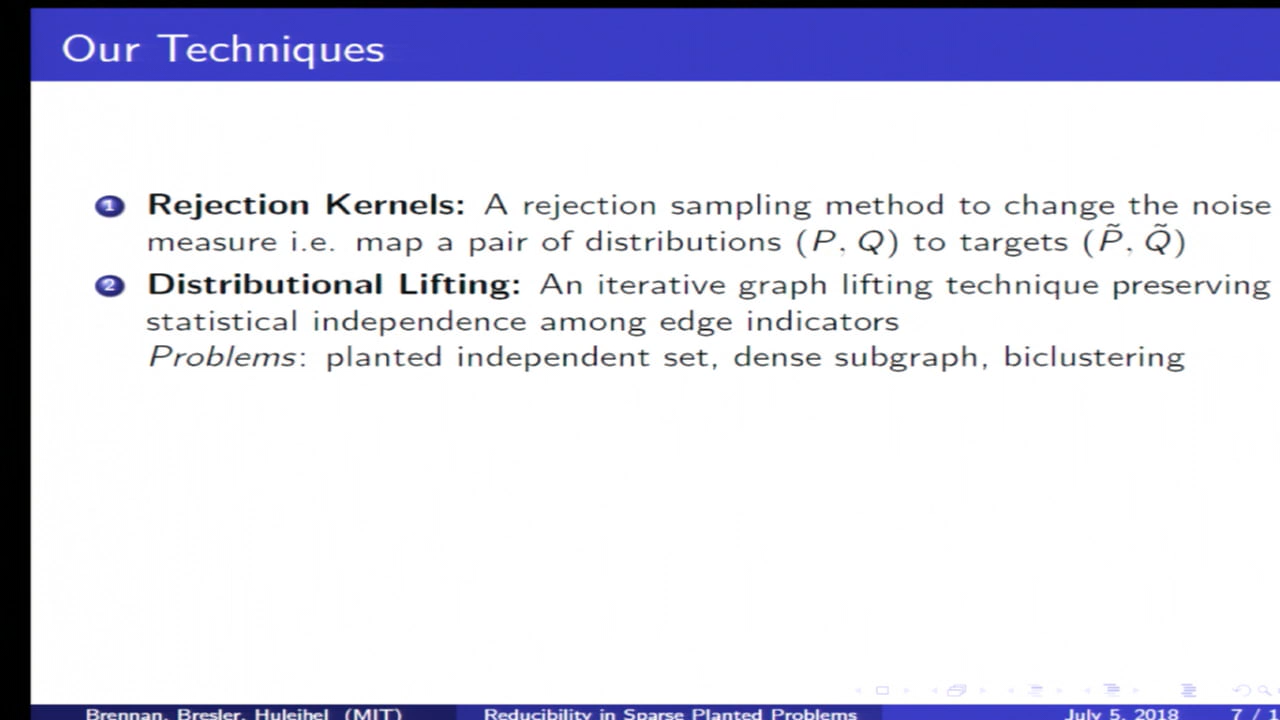 Our Techniques
1 Rejection Kernels: A rejection sampling method to change the noise
measure i.e. map a pair of distributions (P, Q) to targets (P̃, Q̃)
2 Distributional Lifting: An iterative graph lifting technique preserving
statistical independence among edge indicators
Problems: planted independent set, dense subgraph, biclustering
Brennan, Bresler, Huleihel (MIT) Reducibility in Sparse Planted Problems July 5, 2018 7 / 1